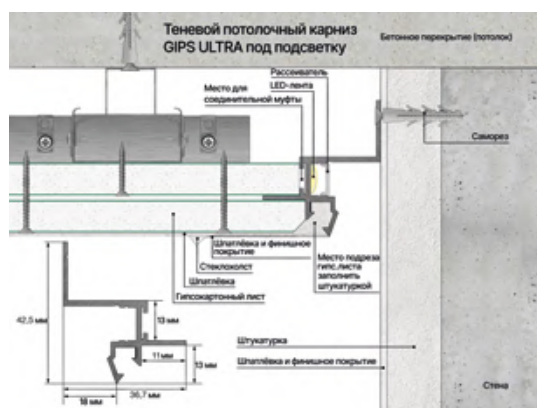 Теневой потолочный карниз
GIPS ULTRA под подсветку
Бетонное перекрытие (потолок)
Рассеиватель
LED-лента
Место для
соединительной муфты
Саморез
Шпатлёвка и финишное
покрытие
Стеклохолст
Шпатлёвка
Гипсокартонный лист
Место подреза
гипс.листа
заполнить
штукатуркой
42,5 мм
13 мм
11 мм
13 мм
36,7 мм
18 мм
Штукатурка
Шпатлёвка и финишное покрытие
Стена